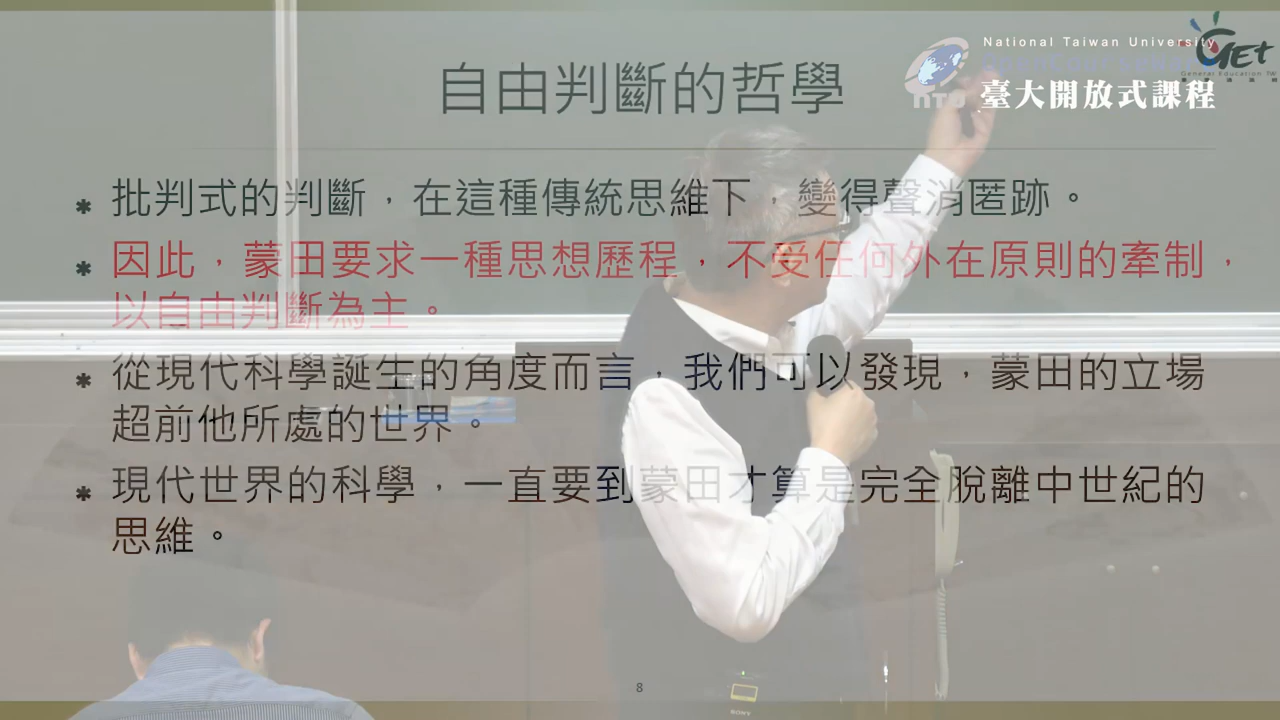 National Taiwan University
臺大開放式課程
NTU
GEt
General Education TW
自由判斷的哲學
批判式的判斷，在這種傳統思維下，變得聲消匿跡。
因此，蒙田要求一種思想歷程，不受任何外在原則的牽制，
以自由判斷為主。
從現代科學誕生的角度而言，我們可以發現，蒙田的立場
超前他所處的世界。
現代世界的科學，一直要到蒙田才算是完全脫離中世紀的
思維。
8
SONY